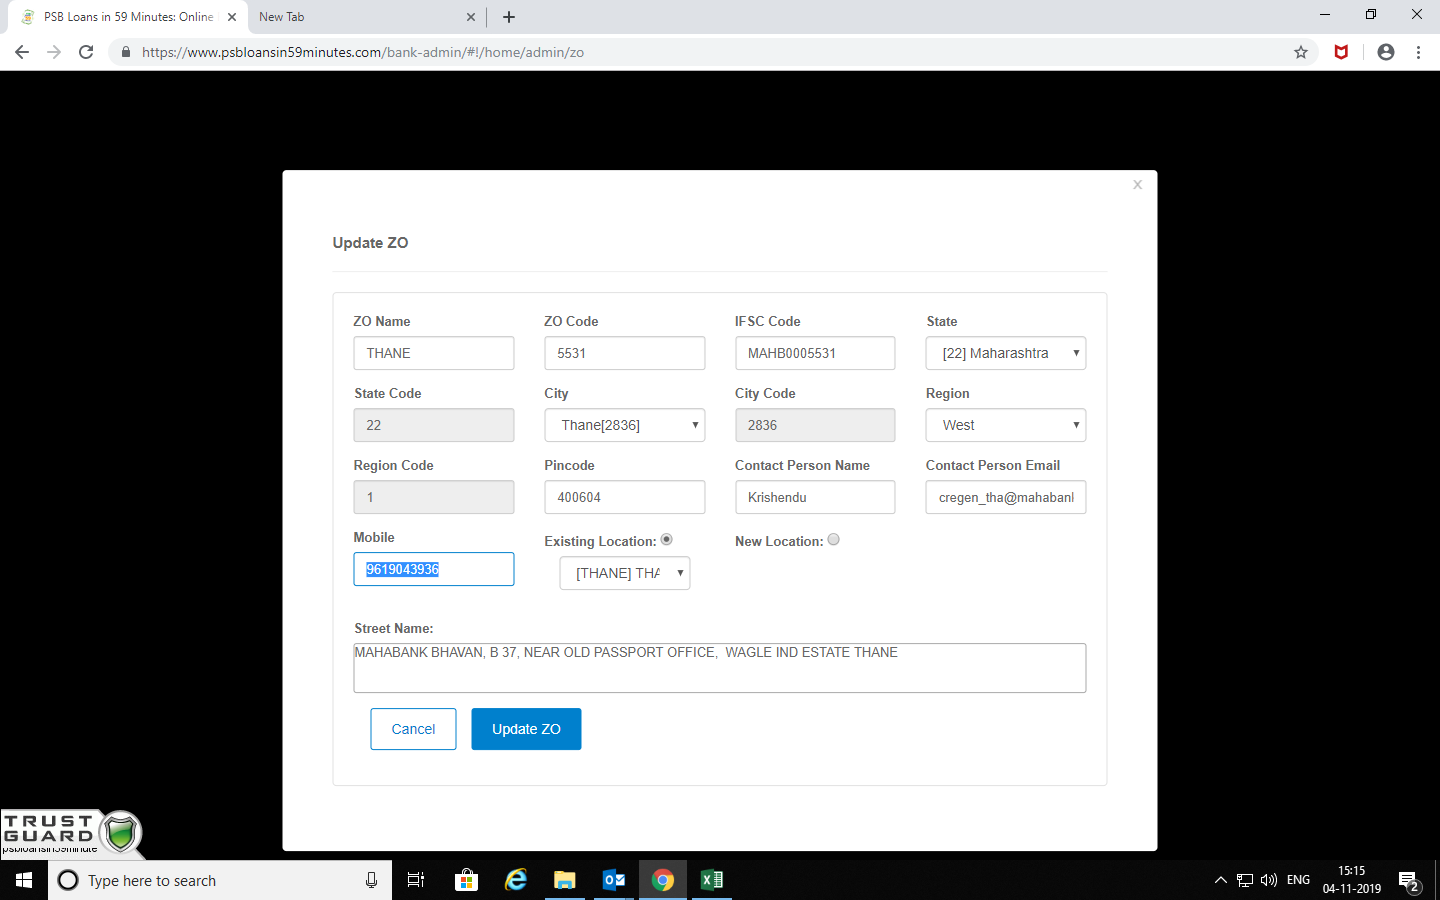 PSB Loans in 59 Minutes: Online
New Tab
https://www.psbloansin59minutes.com/bank-admin/#!/home/admin/zo
x
Update ZO
ZO Name ZO Code IFSC Code State
THANE 5531 MAHB0005531 [22] Maharashtra
State Code City City Code Region
22 Thane[2836] 2836 West
Region Code Pincode Contact Person Name Contact Person Email
1 400604 Krishendu cregen_tha@mahabank
Mobile Existing Location: New Location:
9619043936 [THANE] THA
Street Name:
MAHABANK BHAVAN, B 37, NEAR OLD PASSPORT OFFICE,  WAGLE IND ESTATE THANE
Cancel Update ZO
TRUST
GUARD
psbloansin59minute
Type here to search
ENG
15:15
04-11-2019
2